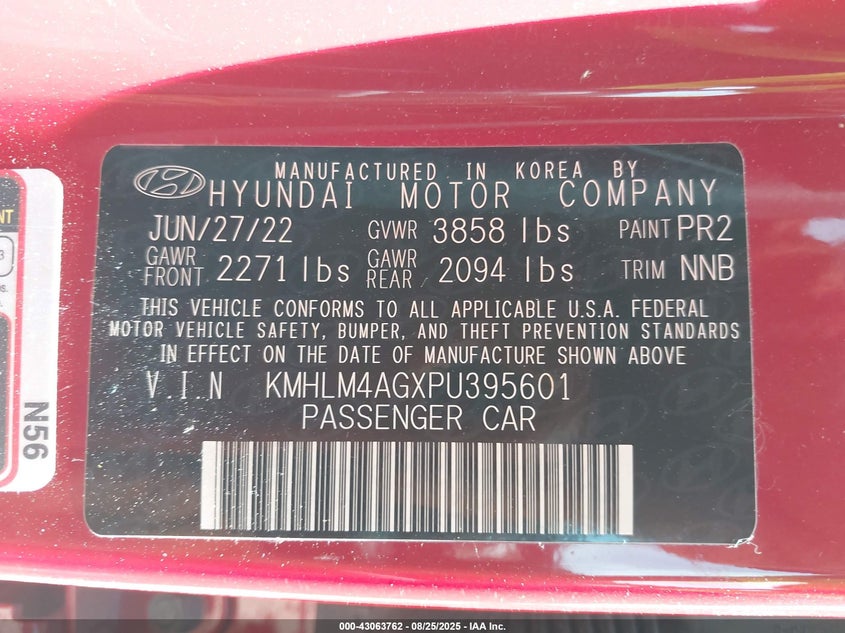 MANUFACTURED IN KOREA BY
HYUNDAI MOTOR COMPANY
JUN/27/22 GVWR 3858 lbs PAINT PR2
GAWR FRONT 2271 lbs GAWR REAR 2094 lbs TRIM NNB
THIS VEHICLE CONFORMS TO ALL APPLICABLE U.S.A. FEDERAL
MOTOR VEHICLE SAFETY, BUMPER, AND THEFT PREVENTION STANDARDS
IN EFFECT ON THE DATE OF MANUFACTURE SHOWN ABOVE
V.I.N KMHLM4AGXPU395601
PASSENGER CAR
N56
000-43063762 - 08/25/2025 - IAA Inc.